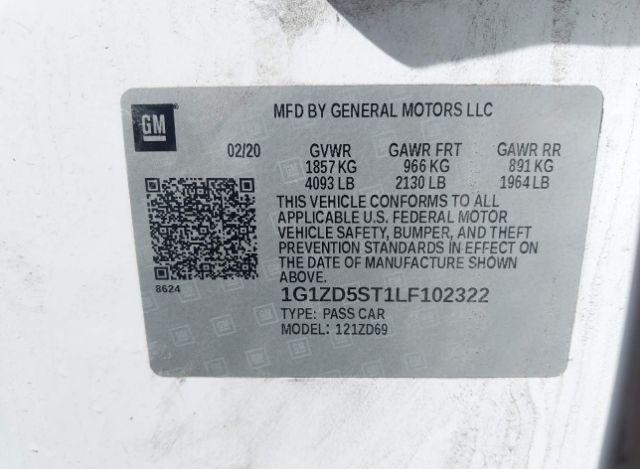 GM
MFD BY GENERAL MOTORS LLC
02/20 GVWR GAWR FRT GAWR RR
1857 KG 966 KG 891 KG
4093 LB 2130 LB 1964 LB
THIS VEHICLE CONFORMS TO ALL
APPLICABLE U.S. FEDERAL MOTOR
VEHICLE SAFETY, BUMPER, AND THEFT
PREVENTION STANDARDS IN EFFECT ON
THE DATE OF MANUFACTURE SHOWN
ABOVE.
8624
1G1ZD5ST1LF102322
TYPE: PASS CAR
MODEL: 121ZD69